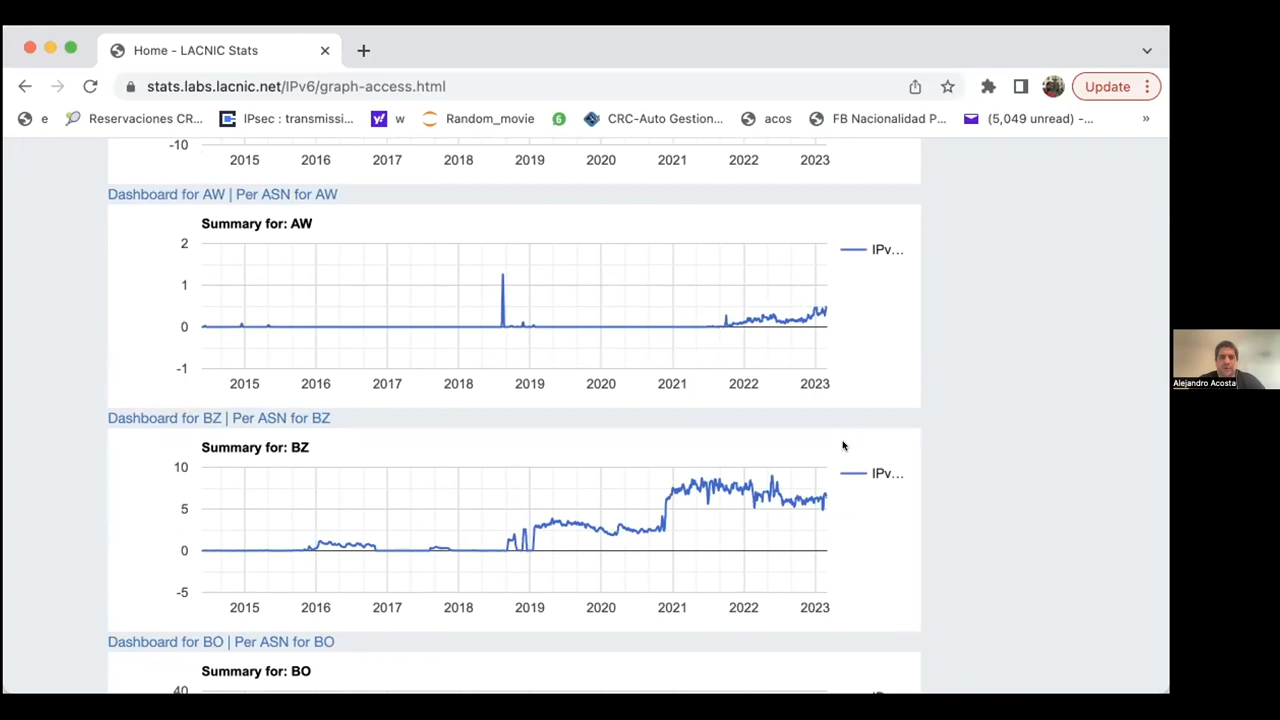 Home - LACNIC Stats
stats.labs.lacnic.net/IPv6/graph-access.html
Update
e
Reservaciones CR...
IPsec : transmissi...
w
Random_movie
6
CRC-Auto Gestion...
acos
FB Nacionalidad P...
(5,049 unread) -...
»
-10
2015 2016 2017 2018 2019 2020 2021 2022 2023
Dashboard for AW | Per ASN for AW
Summary for: AW
IPv...
2
1
0
-1
2015 2016 2017 2018 2019 2020 2021 2022 2023
Alejandro Acosta
Dashboard for BZ | Per ASN for BZ
Summary for: BZ
IPv...
10
5
0
-5
2015 2016 2017 2018 2019 2020 2021 2022 2023
Dashboard for BO | Per ASN for BO
Summary for: BO
40